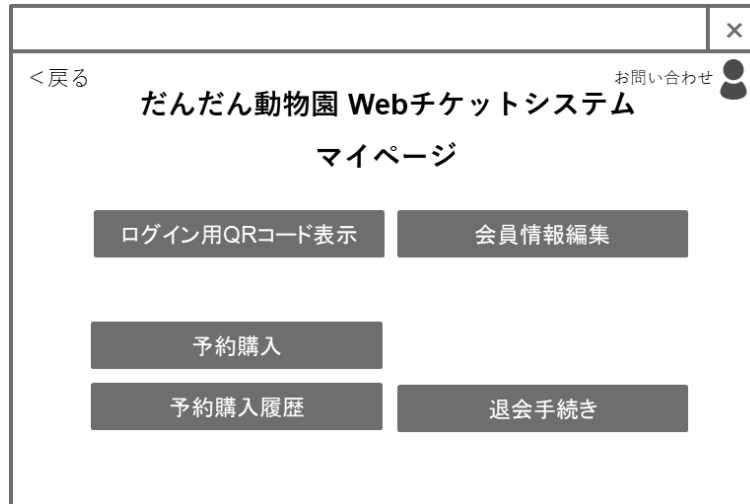 <戻る
お問い合わせ
だんだん動物園 Webチケットシステム
マイページ
ログイン用QRコード表示
会員情報編集
予約購入
予約購入履歴
退会手続き